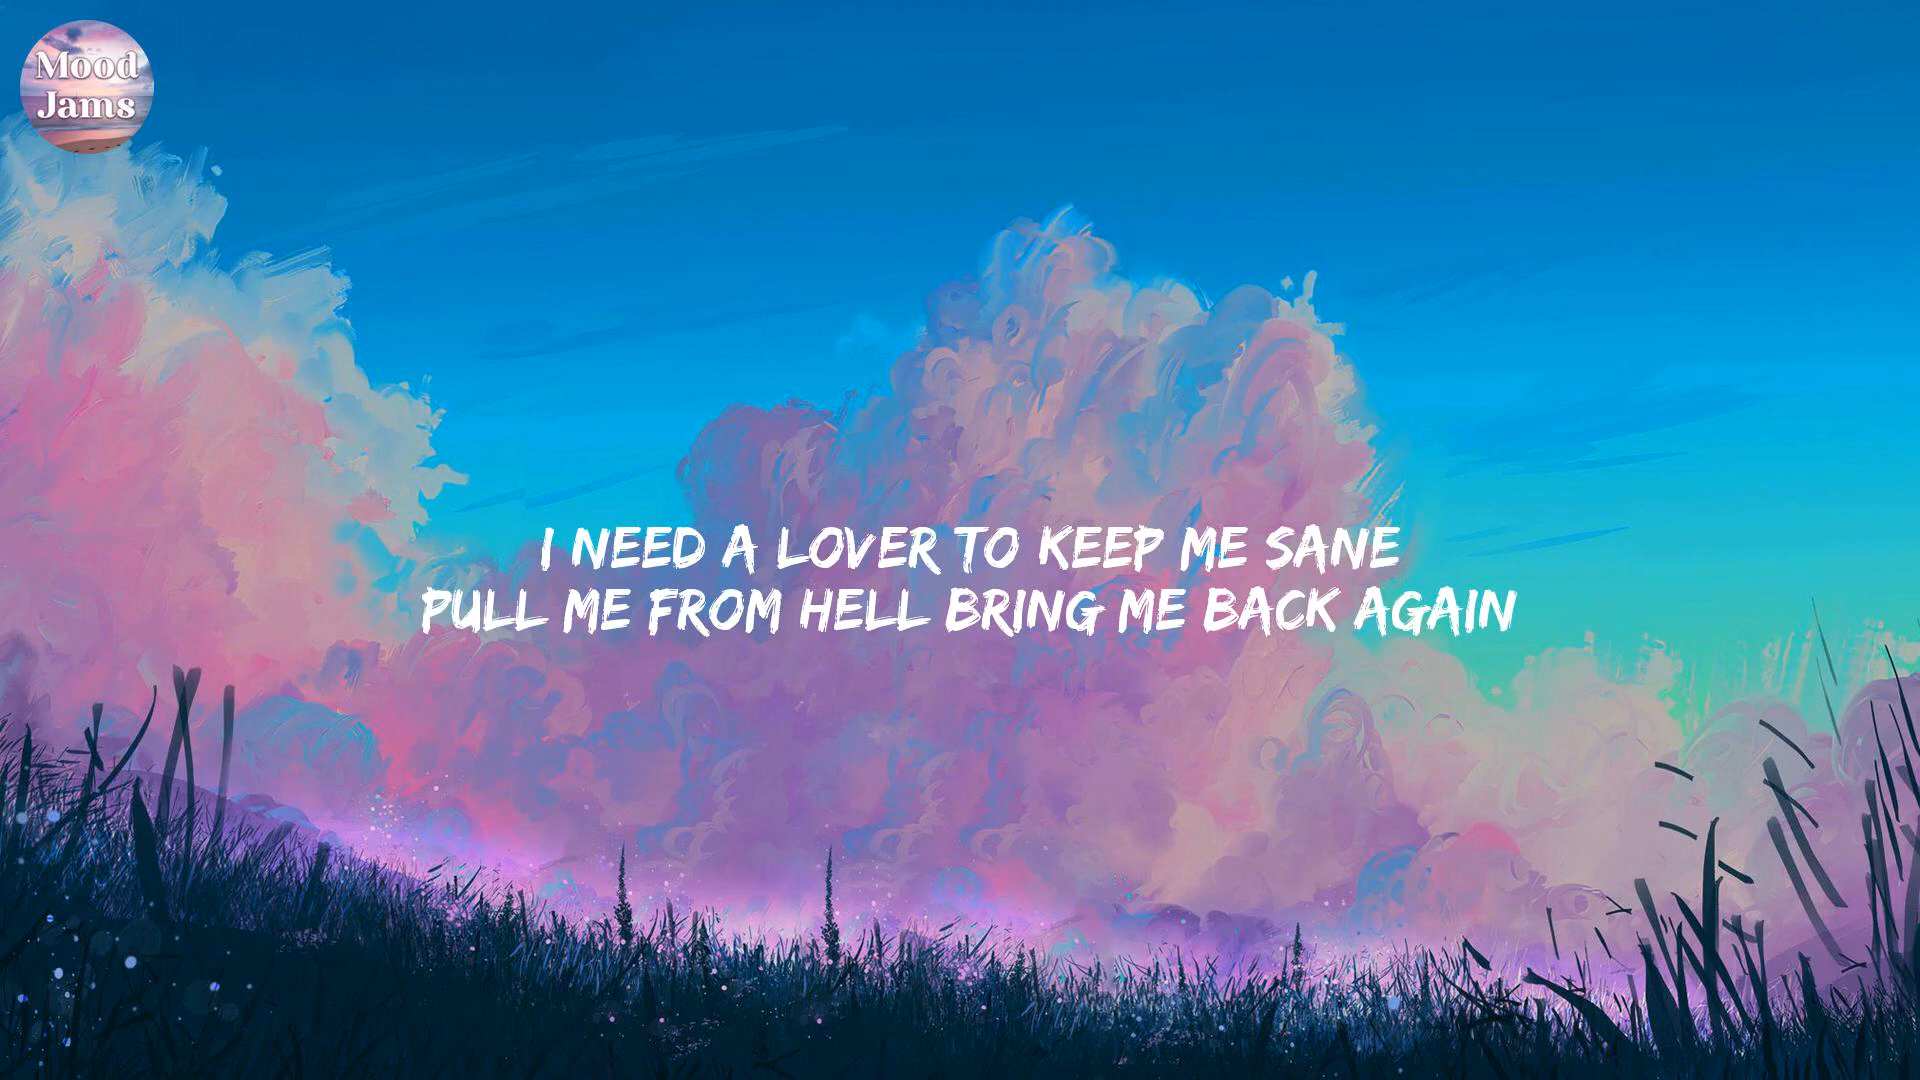 Mood
Jams
I NEED A LOVER TO KEEP ME SANE
PULL ME FROM HELL BRING ME BACK AGAIN